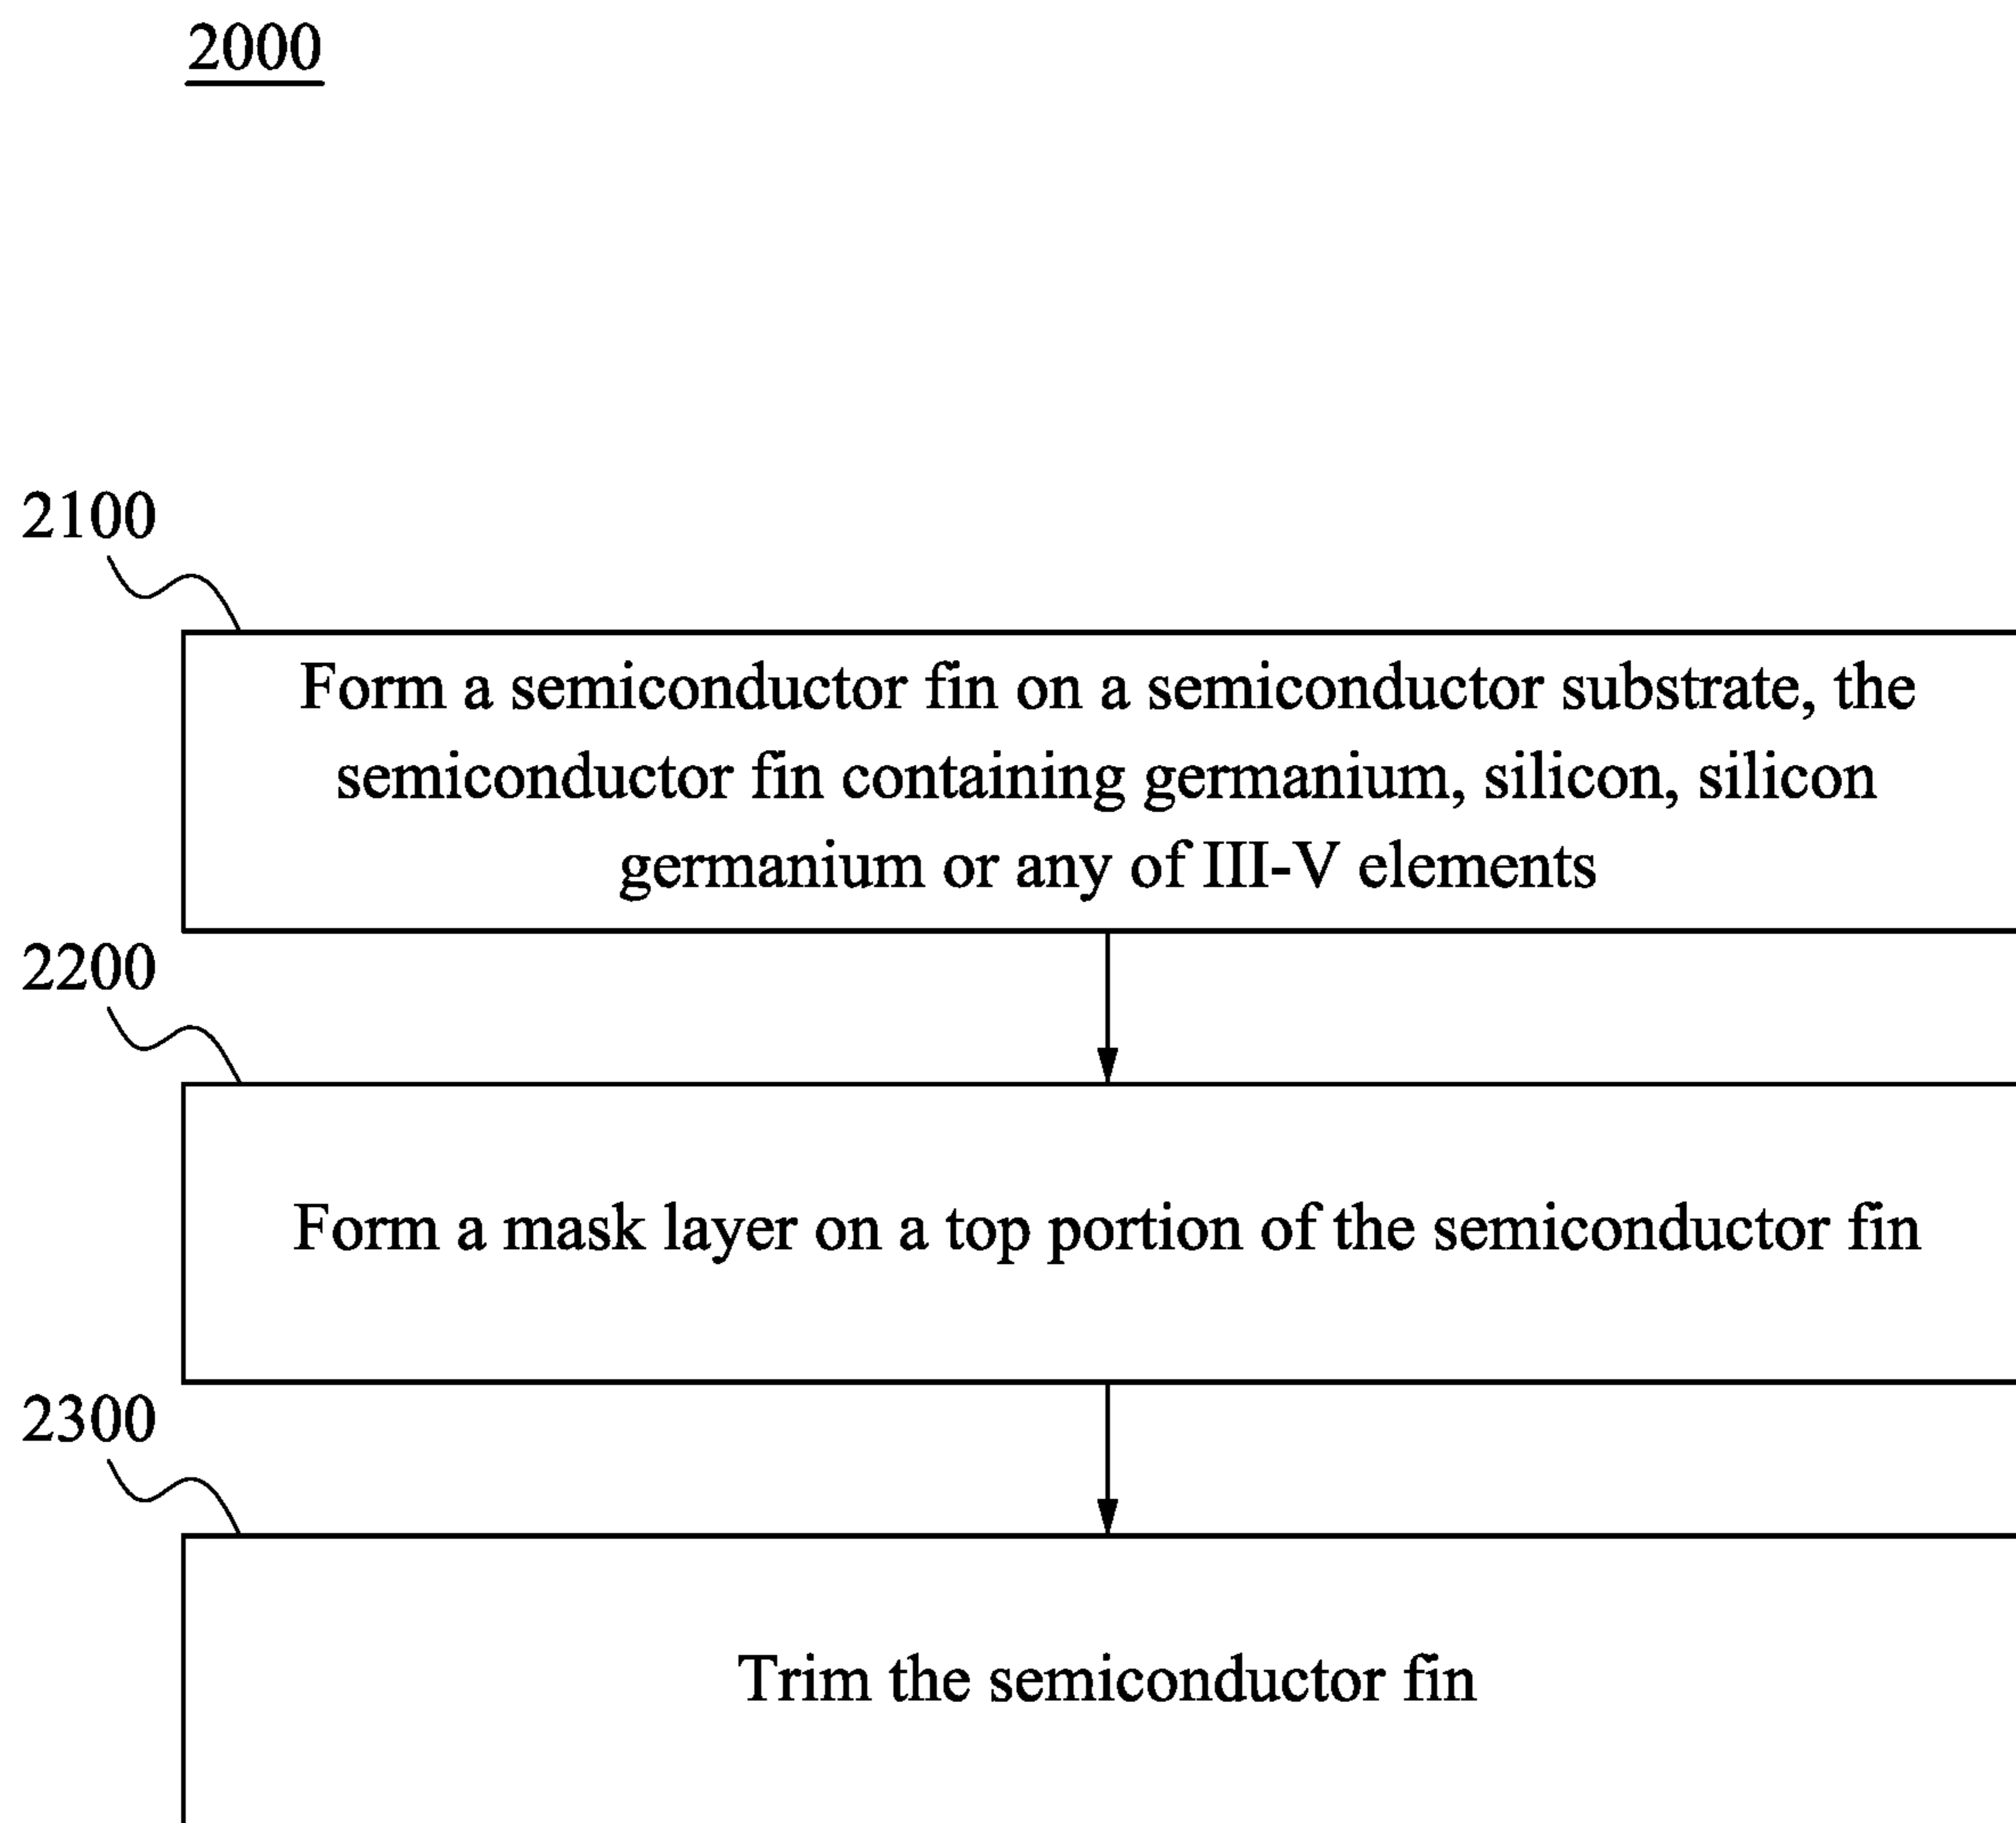 2000
2100
Form a semiconductor fin on a semiconductor substrate, the
semiconductor fin containing germanium, silicon, silicon
germanium or any of III-V elements
2200
Form a mask layer on a top portion of the semiconductor fin
2300
Trim the semiconductor fin